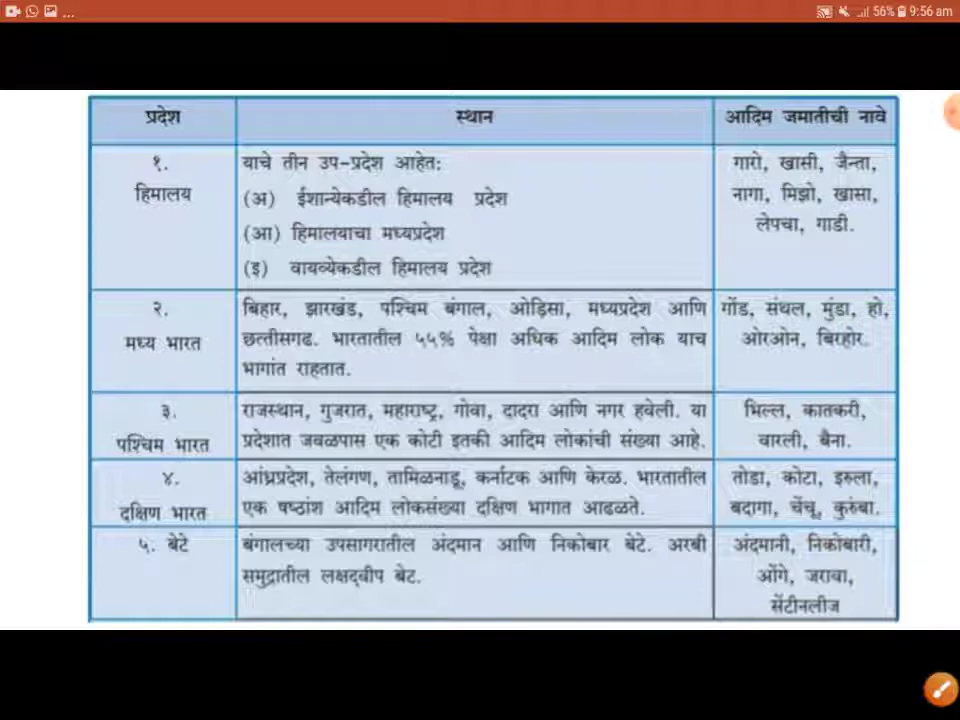 ... 56% 9:56 am
प्रदेश स्थान आदिम जमातीची नावे
१. याचे तीन उप-प्रदेश आहेत: गारो, खासी, जैन्ता,
हिमालय (अ) ईशान्येकडील हिमालय प्रदेश नागा, मिझो, खासा,
(आ) हिमालयाचा मध्यप्रदेश लेपचा, गाडी.
(इ) वायव्येकडील हिमालय प्रदेश
२. बिहार, झारखंड, पश्चिम बंगाल, ओड़िसा, मध्यप्रदेश आणि गोंड, संथल, मुंडा, हो,
मध्य भारत छत्तीसगढ. भारतातील ५५% पेक्षा अधिक आदिम लोक याच ओरओन, बिरहोर.
भागांत राहतात.
३. राजस्थान, गुजरात, महाराष्ट्र, गोवा, दादरा आणि नगर हवेली. या भिल्ल, कातकरी,
पश्चिम भारत प्रदेशात जवळपास एक कोटी इतकी आदिम लोकांची संख्या आहे. वारली, बैना.
४. आंध्रप्रदेश, तेलंगण, तामिळनाडू, कर्नाटक आणि केरळ. भारतातील तोडा, कोटा, इरुला,
दक्षिण भारत एक षष्ठांश आदिम लोकसंख्या दक्षिण भागात आढळते. बदागा, चेंचू, कुरुंबा.
५. बेटे बंगालच्या उपसागरातील अंदमान आणि निकोबार बेटे. अरबी अंदमानी, निकोबारी,
समुद्रातील लक्षद्वीप बेट. ओंगे, जरावा,
सेंटीनलीज